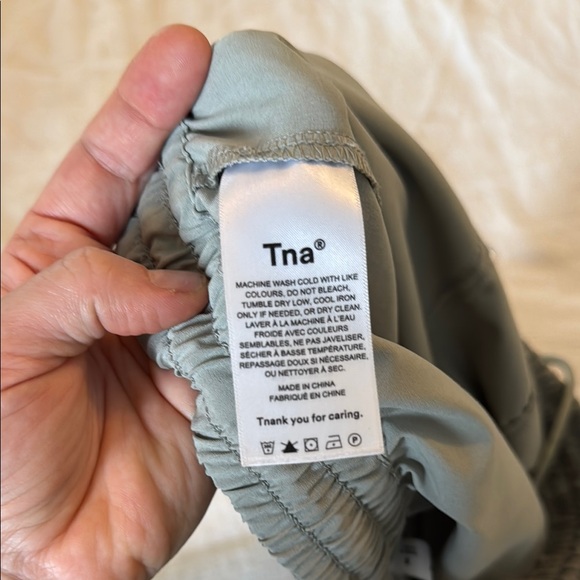 Tna®
MACHINE WASH COLD WITH LIKE
COLOURS, DO NOT BLEACH,
TUMBLE DRY LOW, COOL IRON
ONLY IF NEEDED, OR DRY CLEAN.
LAVER À LA MACHINE À L'EAU
FROIDE AVEC COULEURS
SEMBLABLES, NE PAS JAVELISER,
SÉCHER À BASSE TEMPÉRATURE,
REPASSAGE DOUX SI NÉCESSAIRE,
OU NETTOYER À SEC.
MADE IN CHINA
FABRIQUÉ EN CHINE
Thank you for caring.
P